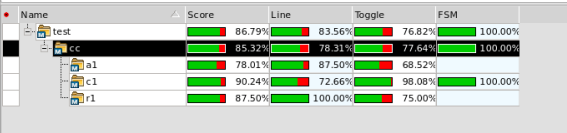 Name Score Line Toggle FSM
test 86.79% 83.56% 76.82% 100.00%
cc 85.32% 78.31% 77.64% 100.00%
a1 78.01% 87.50% 68.52%
c1 90.24% 72.66% 98.08% 100.00%
r1 87.50% 100.00% 75.00%